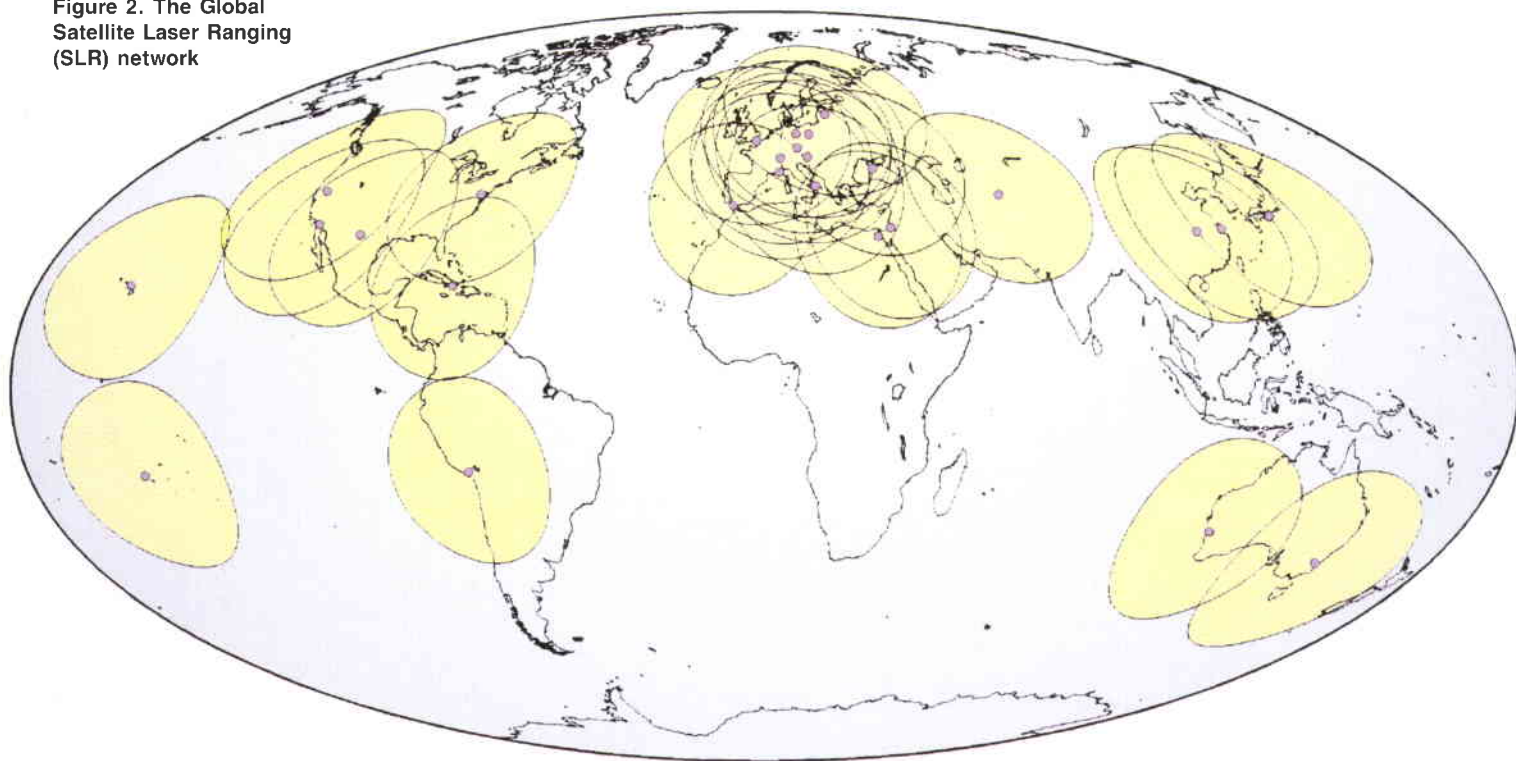 Figure 2. The Global
Satellite Laser Ranging
(SLR) network